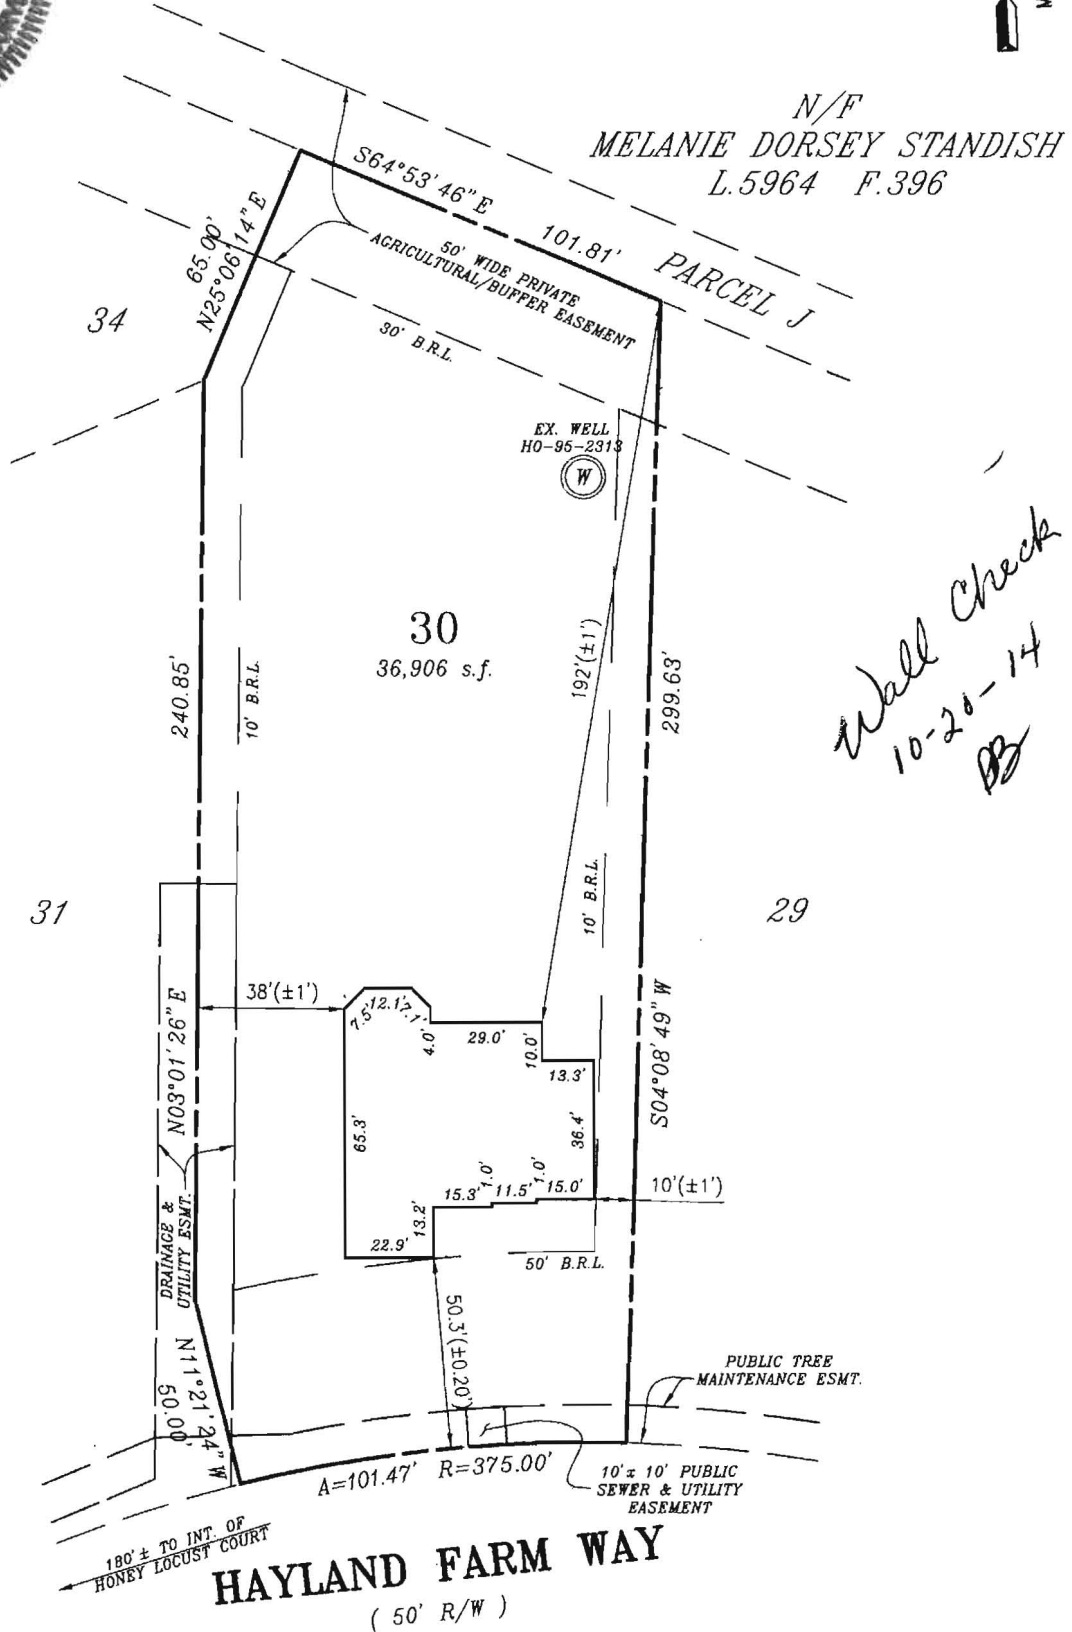 N/F
MELANIE DORSEY STANDISH
L.5964 F.396
S64°53'46"E
101.81'
PARCEL J
65.00'
N25°06'14"E
50' WIDE PRIVATE
AGRICULTURAL/BUFFER EASEMENT
30' B.R.L.
34
EX. WELL
HO-95-2313
W
Wall Check
10-20-14
30
36,906 s.f.
192'(±1')
299.63'
240.85'
10' B.R.L.
10' B.R.L.
31
29
38'(±1')
7.5'
12.1'
7.1'
4.0'
29.0'
10.0'
13.3'
N03°01'26"E
S04°08'49"W
65.3'
36.4'
15.3'
1.0'
11.5'
1.0'
15.0'
10'(±1')
13.2'
22.9'
50' B.R.L.
DRAINAGE &
UTILITY ESMT.
50.3'(±0.20')
N11°21'24"W
50.00'
PUBLIC TREE
MAINTENANCE ESMT.
A=101.47' R=375.00'
10'x 10' PUBLIC
SEWER & UTILITY
EASEMENT
180'± TO INT. OF
HONEY LOCUST COURT
HAYLAND FARM WAY
( 50' R/W )